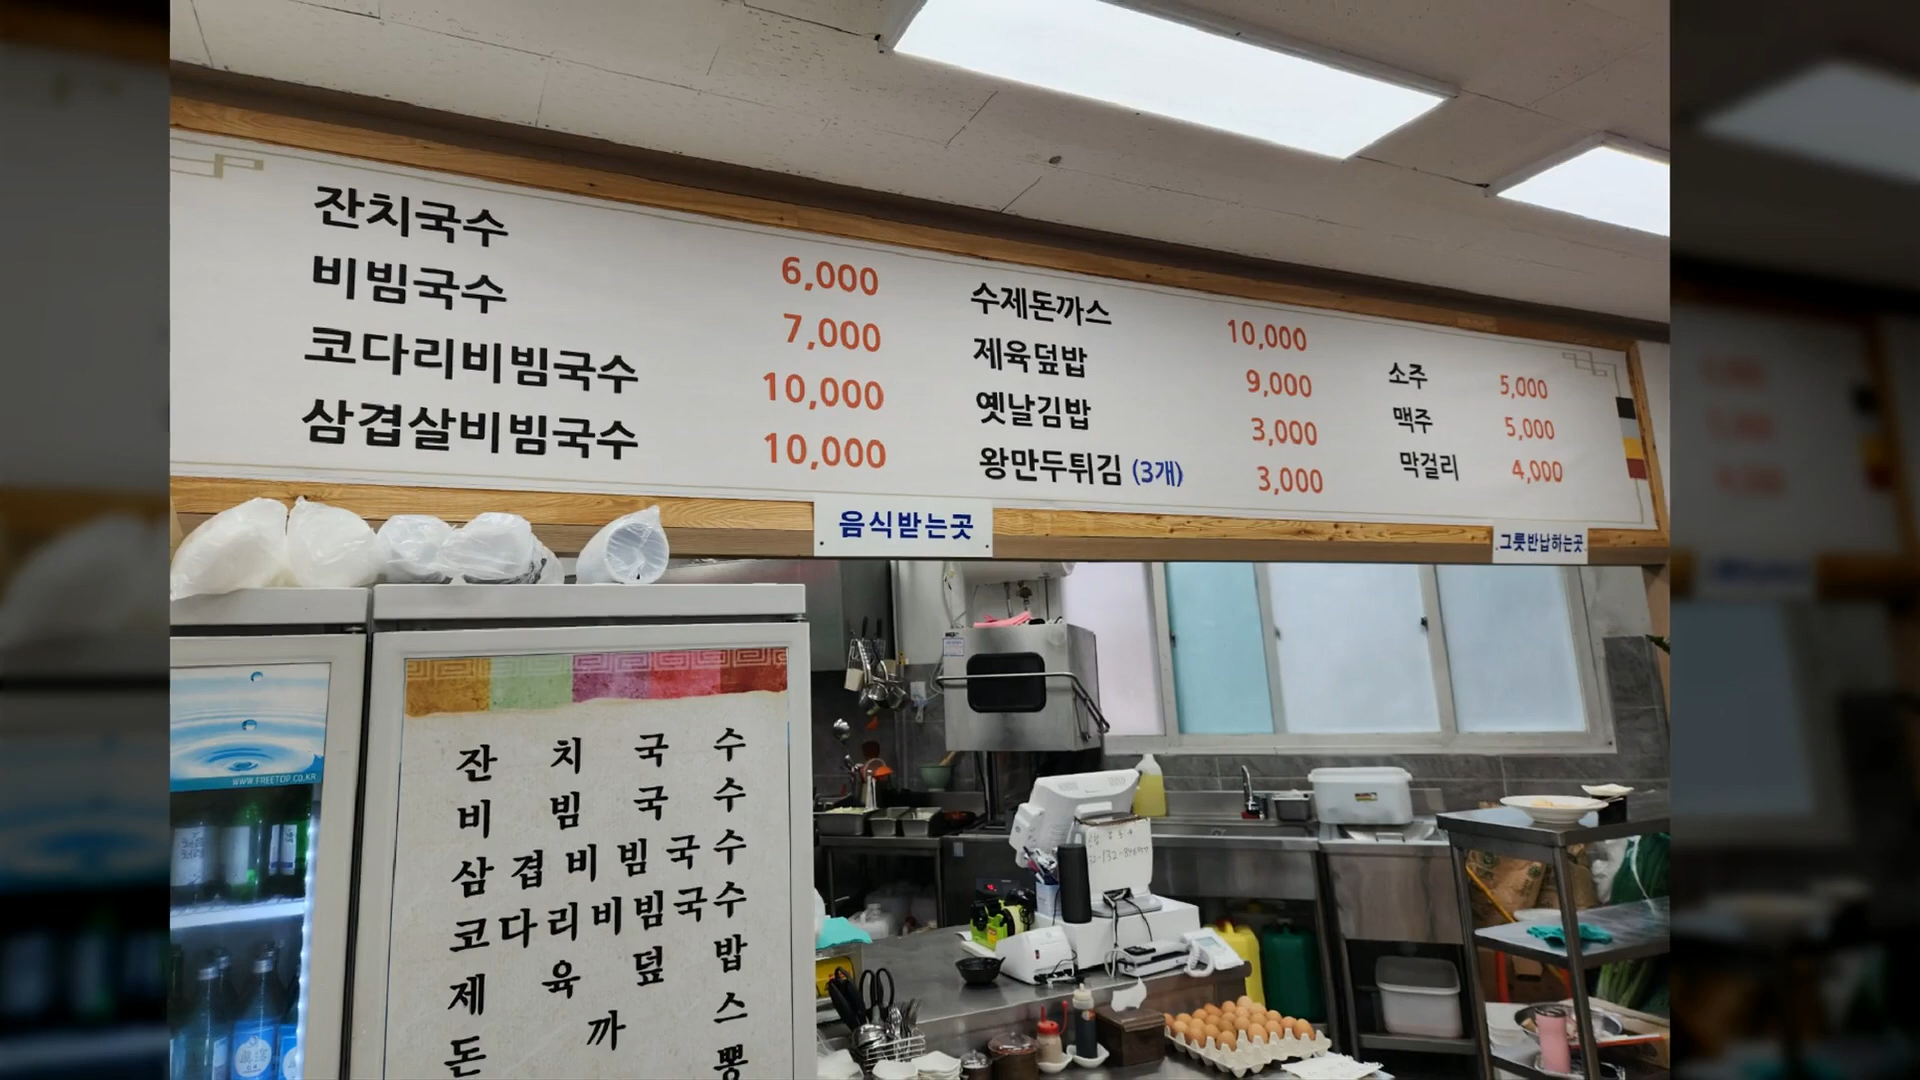 잔치국수 6,000
비빔국수 7,000
코다리비빔국수 10,000
삼겹살비빔국수 10,000
수제돈까스 10,000
제육덮밥 9,000
옛날김밥 3,000
왕만두튀김 (3개) 3,000
소주 5,000
맥주 5,000
막걸리 4,000
음식받는곳
그릇반납하는곳
WWW.FREETOP.CO.KR
잔치국수
비빔국수
삼겹비빔국수
코다리비빔국수
제육덮밥
돈까스
뽕